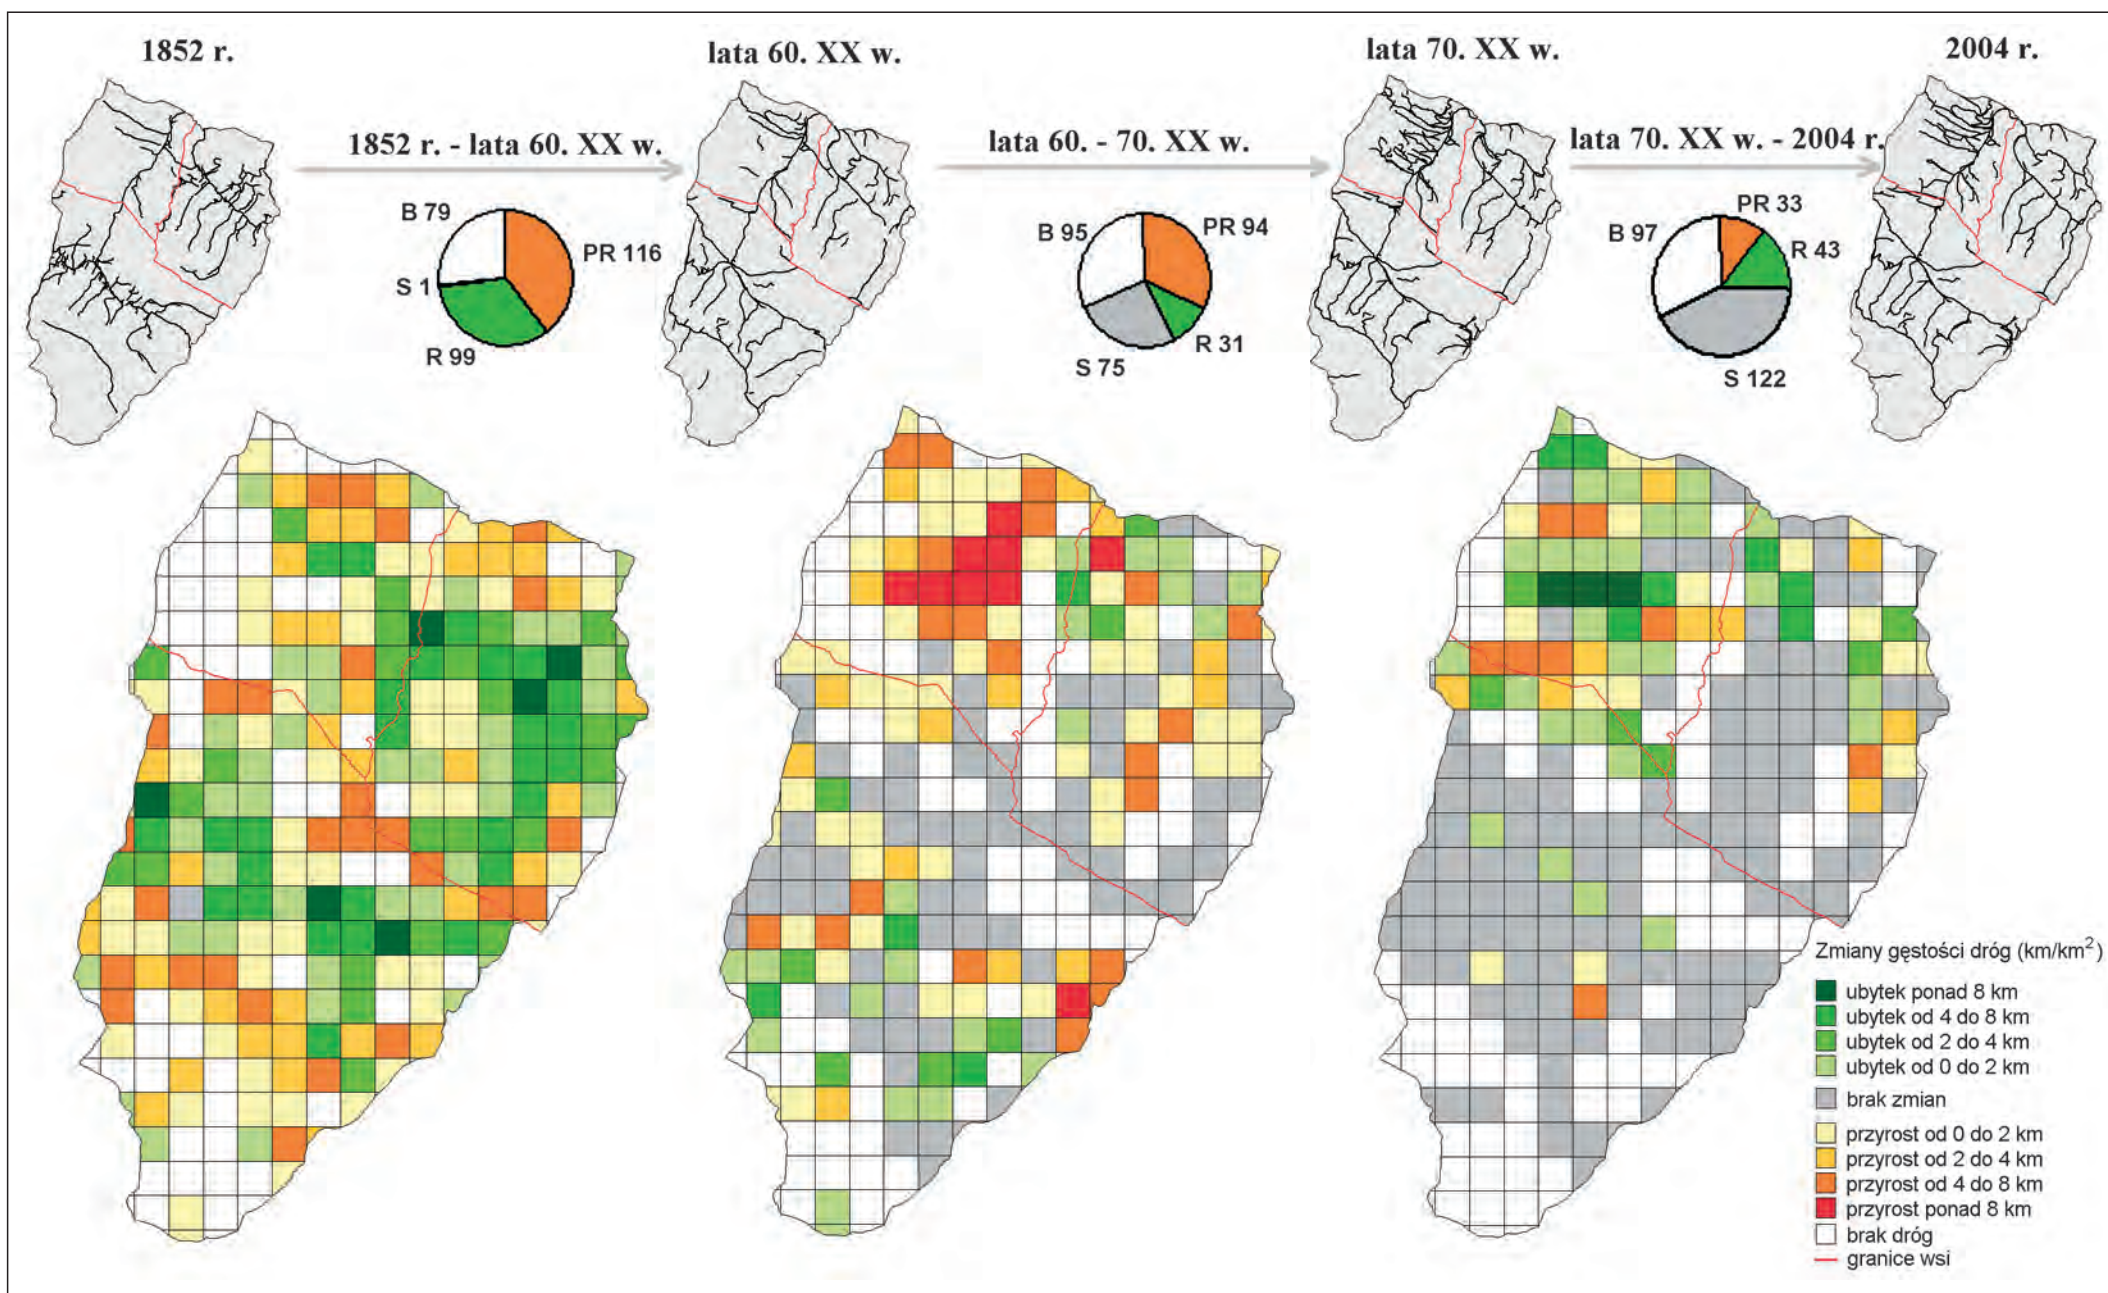 1852 r.
lata 60. XX w.
lata 70. XX w.
2004 r.
1852 r. - lata 60. XX w.
lata 60. - 70. XX w.
lata 70. XX w. - 2004 r.
B 79
PR 116
S 1
R 99
B 95
PR 94
R 31
S 75
B 97
PR 33
R 43
S 122
Zmiany gęstości dróg (km/km²)
ubytek ponad 8 km
ubytek od 4 do 8 km
ubytek od 2 do 4 km
ubytek od 0 do 2 km
brak zmian
przyrost od 0 do 2 km
przyrost od 2 do 4 km
przyrost od 4 do 8 km
przyrost ponad 8 km
brak dróg
granice wsi